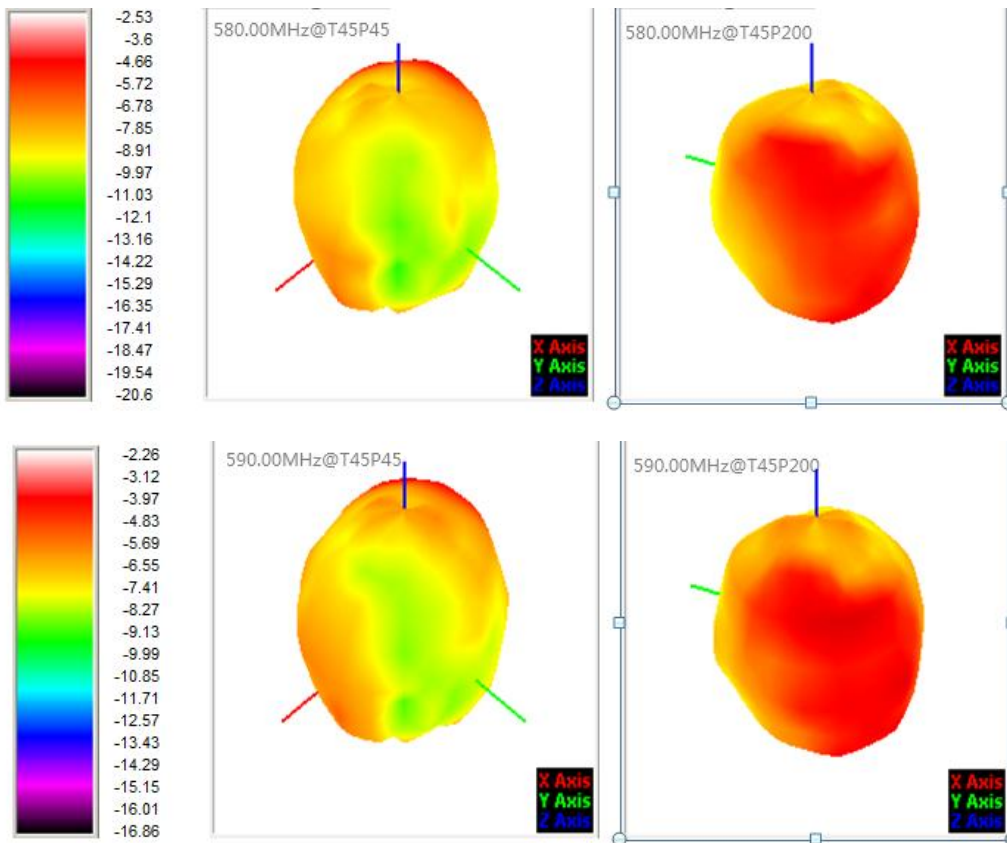 -2.53
-3.6
-4.66
-5.72
-6.78
-7.85
-8.91
-9.97
-11.03
-12.1
-13.16
-14.22
-15.29
-16.35
-17.41
-18.47
-19.54
-20.6
580.00MHz@T45P45
X Axis
Y Axis
Z Axis
580.00MHz@T45P200
X Axis
Y Axis
Z Axis
-2.26
-3.12
-3.97
-4.83
-5.69
-6.55
-7.41
-8.27
-9.13
-9.99
-10.85
-11.71
-12.57
-13.43
-14.29
-15.15
-16.01
-16.86
590.00MHz@T45P45
X Axis
Y Axis
Z Axis
590.00MHz@T45P200
X Axis
Y Axis
Z Axis